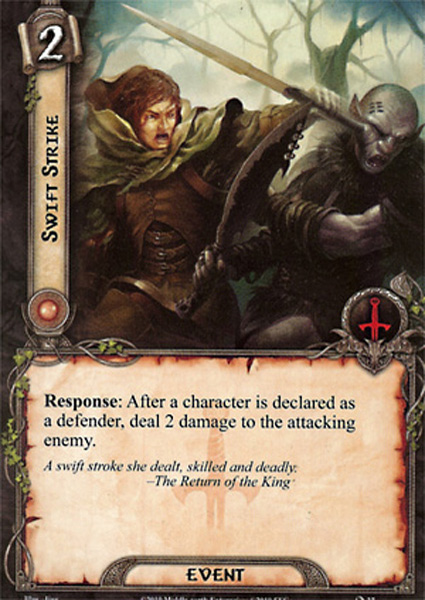 2
SWIFT STRIKE
Response: After a character is declared as
a defender, deal 2 damage to the attacking
enemy.
A swift stroke she dealt, skilled and deadly.
–The Return of the King
EVENT